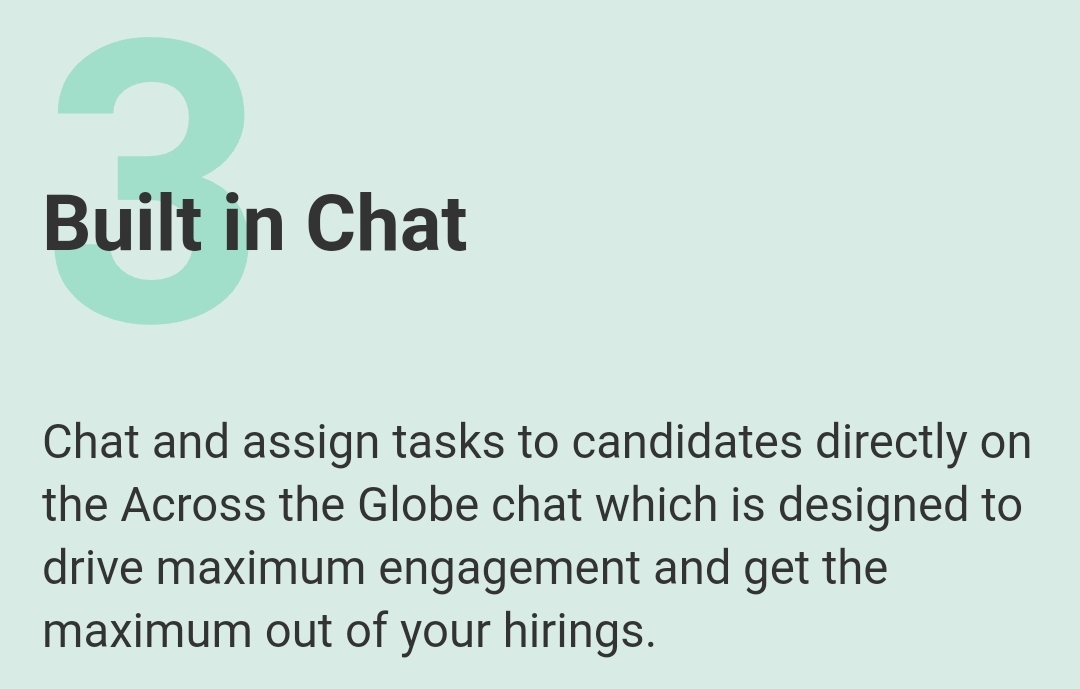 3
Built in Chat
Chat and assign tasks to candidates directly on
the Across the Globe chat which is designed to
drive maximum engagement and get the
maximum out of your hirings.